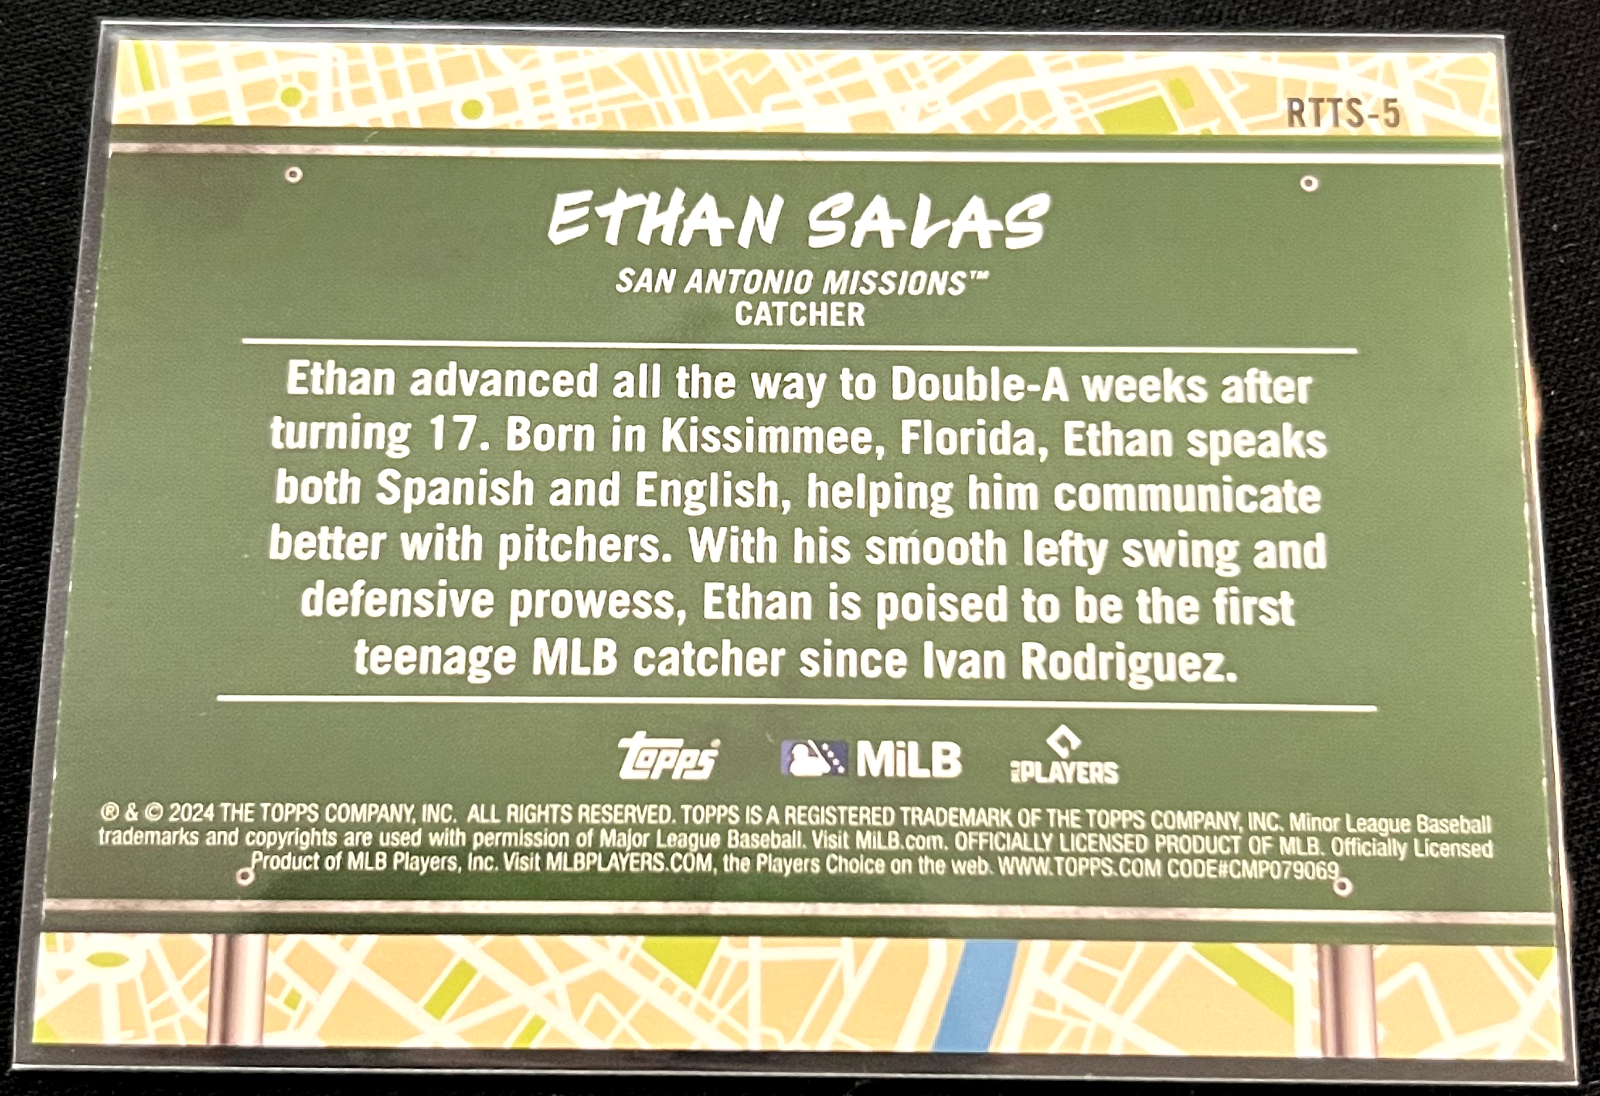 RTTS-5
ETHAN SALAS
SAN ANTONIO MISSIONS™
CATCHER
Ethan advanced all the way to Double-A weeks after
turning 17. Born in Kissimmee, Florida, Ethan speaks
both Spanish and English, helping him communicate
better with pitchers. With his smooth lefty swing and
defensive prowess, Ethan is poised to be the first
teenage MLB catcher since Ivan Rodriguez.
topps MiLB PLAYERS
® & © 2024 THE TOPPS COMPANY, INC. ALL RIGHTS RESERVED. TOPPS IS A REGISTERED TRADEMARK OF THE TOPPS COMPANY, INC. Minor League Baseball
trademarks and copyrights are used with permission of Major League Baseball. Visit MiLB.com. OFFICIALLY LICENSED PRODUCT OF MLB. Officially Licensed
Product of MLB Players, Inc. Visit MLBPLAYERS.COM, the Players Choice on the web. WWW.TOPPS.COM CODE#CMP079069